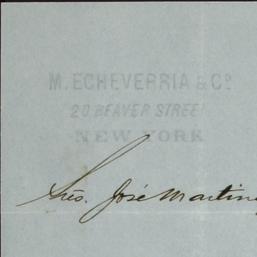 M. ECHEVERRIA & Co
20 BEAVER STREET
NEW YORK
Sres. José Martin